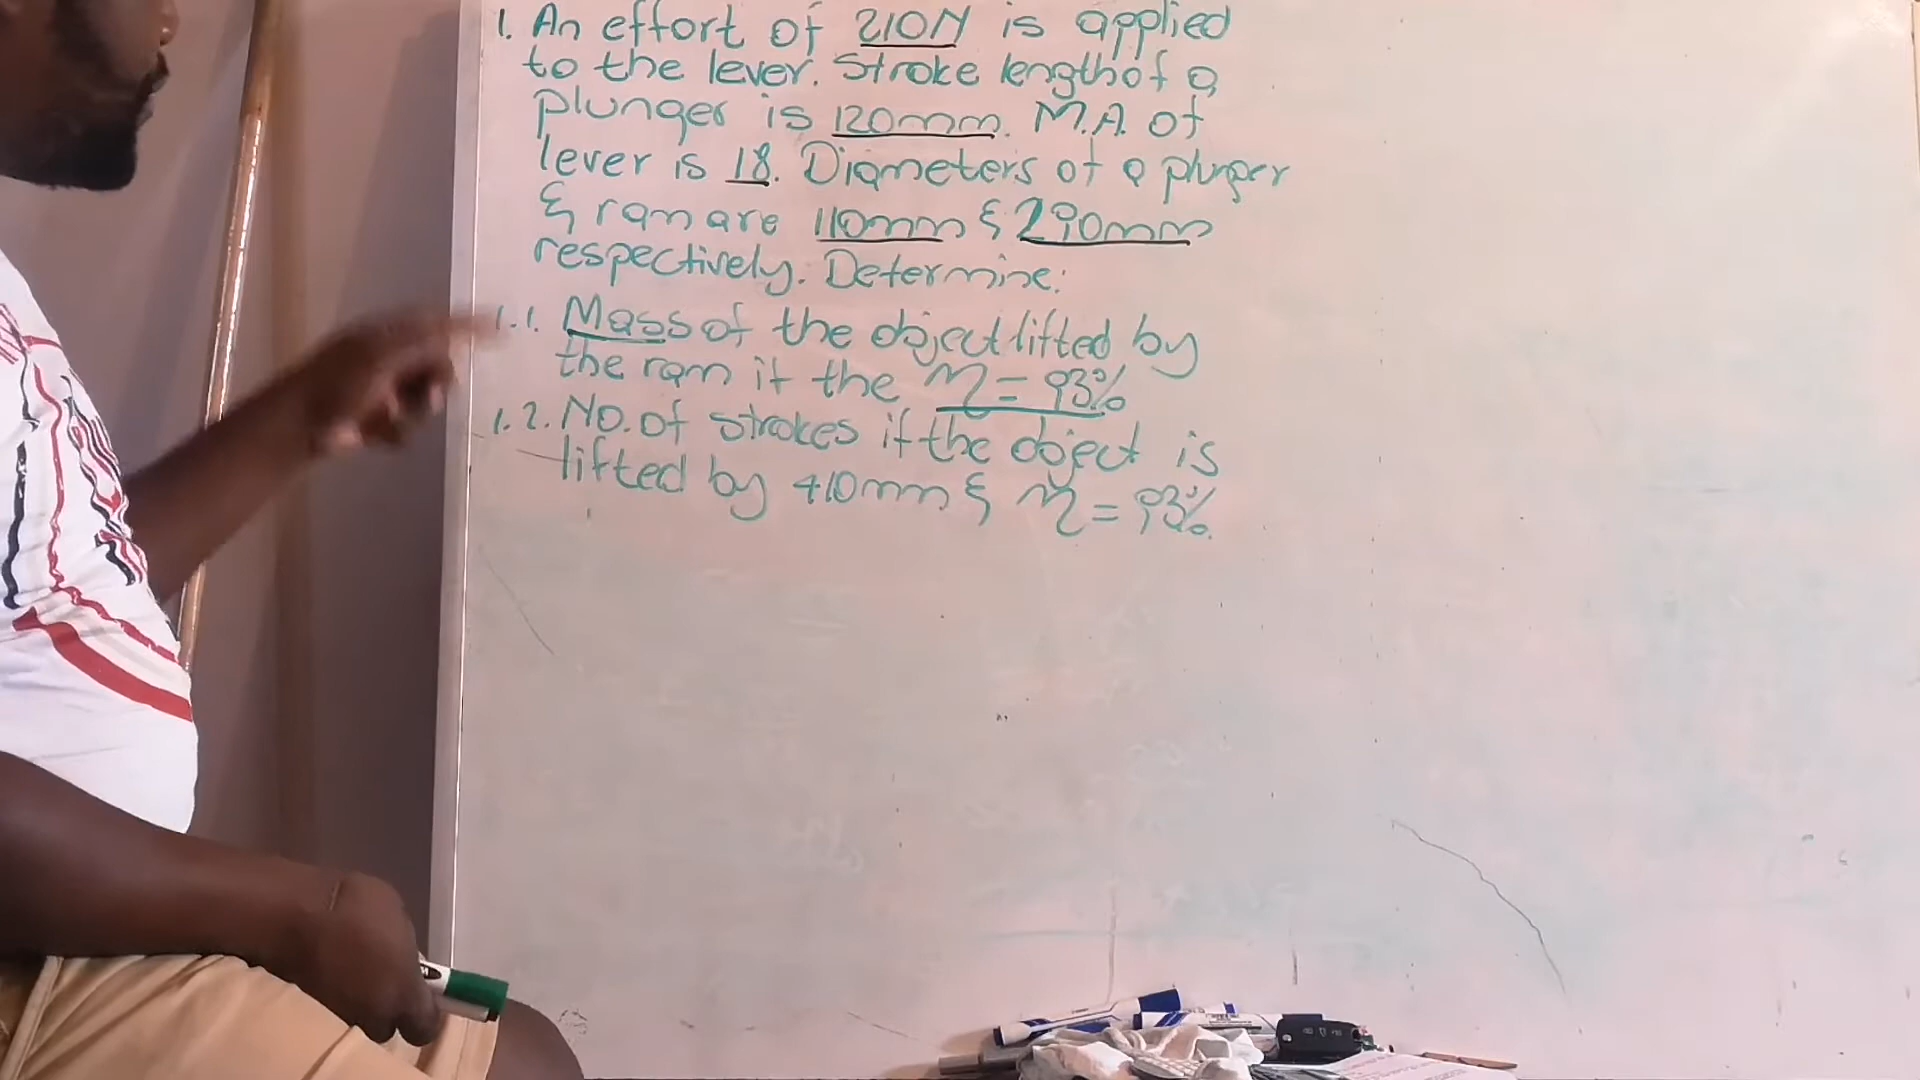 1. An effort of 210N is applied
to the lever. Stroke length of a
plunger is 120mm. M.A. of
lever is 18. Diameters of a plunger
& ram are 110mm & 290mm
respectively. Determine:
1.1. Mass of the object lifted by
the ram if the η = 93%
1.2. No. of strokes if the object is
lifted by 410mm & η = 93%.